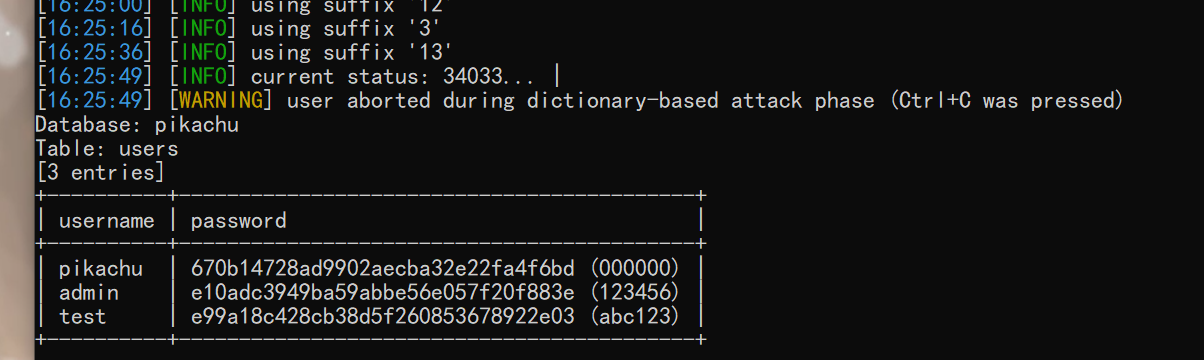 [16:25:00] [INFO] using suffix '12'
[16:25:16] [INFO] using suffix '3'
[16:25:36] [INFO] using suffix '13'
[16:25:49] [INFO] current status: 34033... |
[16:25:49] [WARNING] user aborted during dictionary-based attack phase (Ctrl+C was pressed)
Database: pikachu
Table: users
[3 entries]
+----------+-------------------------------------------+
| username | password                                  |
+----------+-------------------------------------------+
| pikachu  | 670b14728ad9902aecba32e22fa4f6bd (000000) |
| admin    | e10adc3949ba59abbe56e057f20f883e (123456) |
| test     | e99a18c428cb38d5f260853678922e03 (abc123) |
+----------+-------------------------------------------+